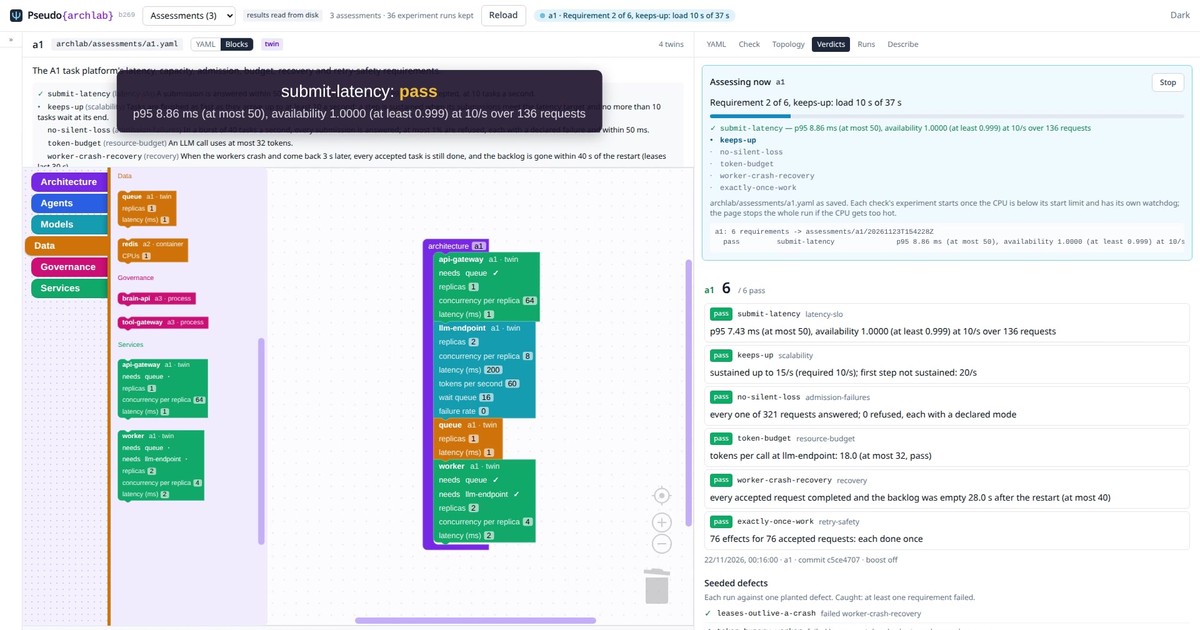 Pseudo{archlab} b269 Assessments (3) results read from disk 3 assessments · 36 experiment runs kept Reload a1 · Requirement 2 of 6, keeps-up: load 10 s of 37 s Dark
»
a1 archlab/assessments/a1.yaml YAML Blocks twin 4 twins
The A1 task platform's latency, capacity, admission, budget, recovery and retry-safety requirements.
submit-latency: pass
p95 8.86 ms (at most 50), availability 1.0000 (at least 0.999) at 10/s over 136 requests
✓ submit-latency
• keeps-up (scalability) no more than 10
tasks wait at its end.
no-silent-loss within 50 ms.
token-budget (resource-budget) An LLM call uses at most 32 tokens.
worker-crash-recovery (recovery) When the workers crash and come back 3 s later, every accepted task is still done, and the backlog is gone within 40 s of the restart (leases
last 30 s).
Architecture
Agents
Models
Data
Governance
Services
Data
queue a1 · twin
replicas 1
latency (ms) 1
redis a2 · container
CPUs 1
Governance
brain-api a3 · process
tool-gateway a3 · process
Services
api-gateway a1 · twin
needs queue ·
replicas 1
concurrency per replica 64
latency (ms) 1
worker a1 · twin
needs queue ·
needs llm-endpoint ·
replicas 2
concurrency per replica 4
latency (ms) 2
architecture a1
api-gateway a1 · twin
needs queue ✓
replicas 1
concurrency per replica 64
latency (ms) 1
llm-endpoint a1 · twin
replicas 2
concurrency per replica 8
latency (ms) 200
tokens per second 60
wait queue 16
failure rate 0
queue a1 · twin
replicas 1
latency (ms) 1
worker a1 · twin
needs queue ✓
needs llm-endpoint ✓
replicas 2
concurrency per replica 4
latency (ms) 2
YAML Check Topology Verdicts Runs Describe
Assessing now a1 Stop
Requirement 2 of 6, keeps-up: load 10 s of 37 s
✓ submit-latency — p95 8.86 ms (at most 50), availability 1.0000 (at least 0.999) at 10/s over 136 requests
• keeps-up
· no-silent-loss
· token-budget
· worker-crash-recovery
· exactly-once-work
archlab/assessments/a1.yaml as saved. Each check's experiment starts once the CPU is below its start limit and has its own watchdog;
the page stops the whole run if the CPU gets too hot.
a1: 6 requirements -> assessments/a1/20261123T154228Z
pass submit-latency p95 8.86 ms (at most 50), availability 1.0000 (at least 0.999) at 10/s
a1 6 / 6 pass
pass submit-latency latency-slo
p95 7.43 ms (at most 50), availability 1.0000 (at least 0.999) at 10/s over 136 requests
pass keeps-up scalability
sustained up to 15/s (required 10/s); first step not sustained: 20/s
pass no-silent-loss admission-failures
every one of 321 requests answered; 0 refused, each with a declared mode
pass token-budget resource-budget
tokens per call at llm-endpoint: 18.0 (at most 32, pass)
pass worker-crash-recovery recovery
every accepted request completed and the backlog was empty 28.0 s after the restart (at most 40)
pass exactly-once-work retry-safety
76 effects for 76 accepted requests: each done once
22/11/2026, 00:16:00 · a1 · commit c5ce4707 · boost off
Seeded defects
Each run against one planted defect. Caught: at least one requirement failed.
✓ leases-outlive-a-crash failed worker-crash-recovery